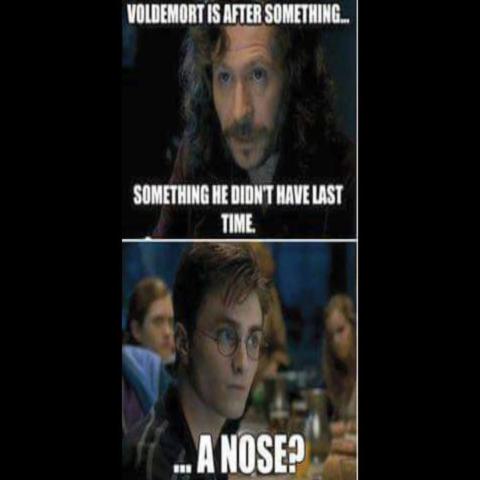 VOLDEMORT IS AFTER SOMETHING...
SOMETHING HE DIDN'T HAVE LAST
TIME.
... A NOSE?